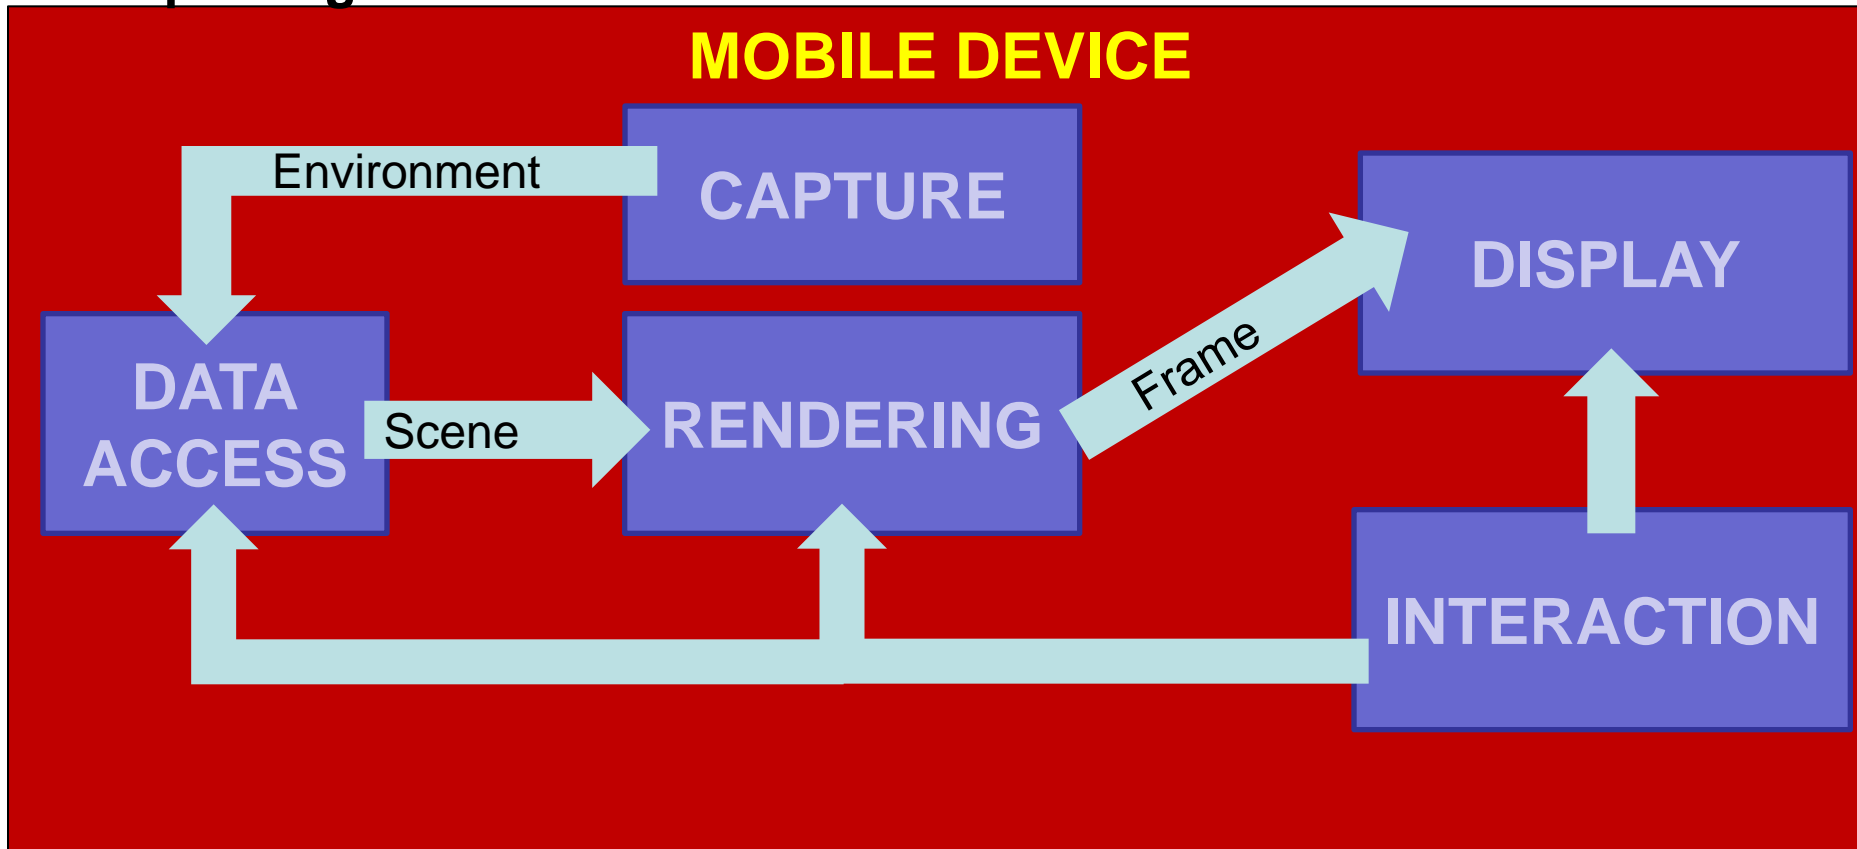 MOBILE DEVICE
Environment
CAPTURE
DISPLAY
DATA
ACCESS
Scene
RENDERING
Frame
INTERACTION